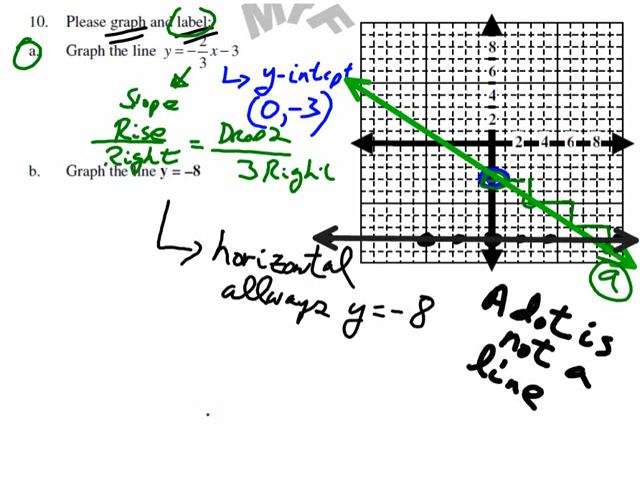 MrF
10. Please graph and label:
a. Graph the line y = -2/3 x - 3
y-intept
(0, -3)
Slope
Rise/Right = Drop 2/3 Right
b. Graph the line y = -8
horizontal
allways y = -8
8
6
4
2
2 4 6 8
a
A dot is
not a
line